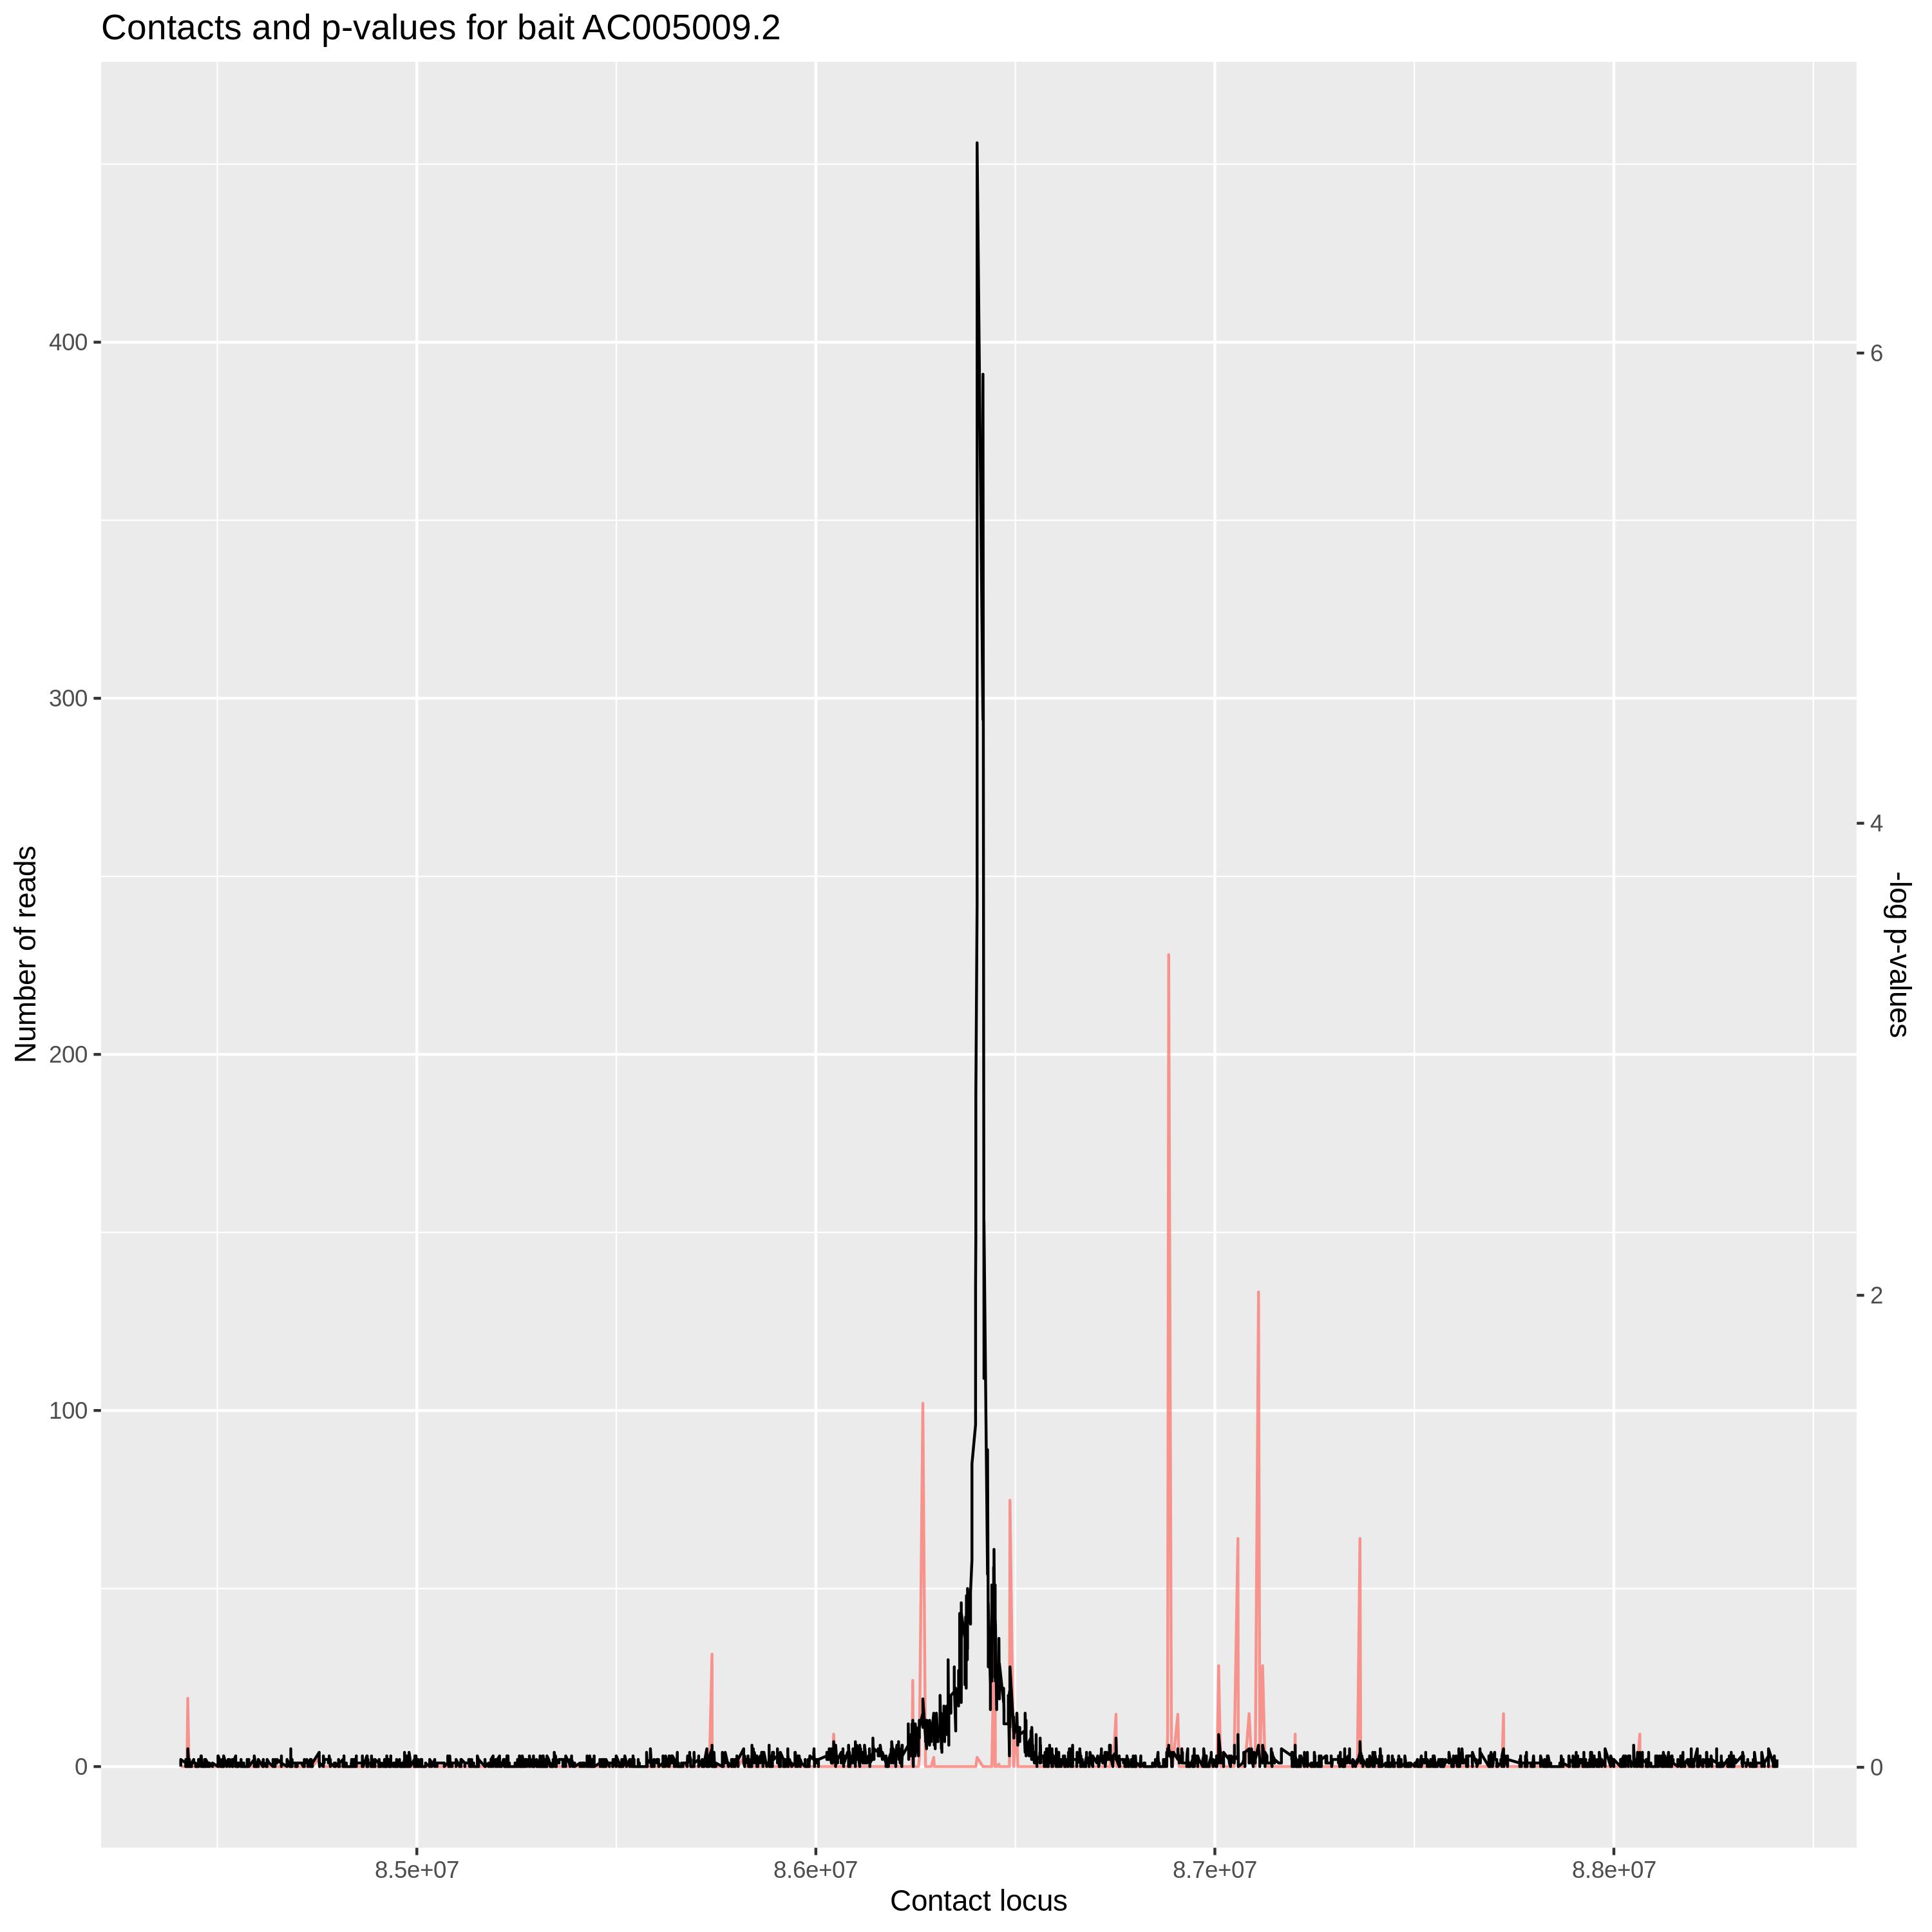 Contacts and p-values for bait AC005009.2
Number of reads
400
300
200
100
0
6
4
2
0
-log p-values
8.5e+07 8.6e+07 8.7e+07 8.8e+07
Contact locus